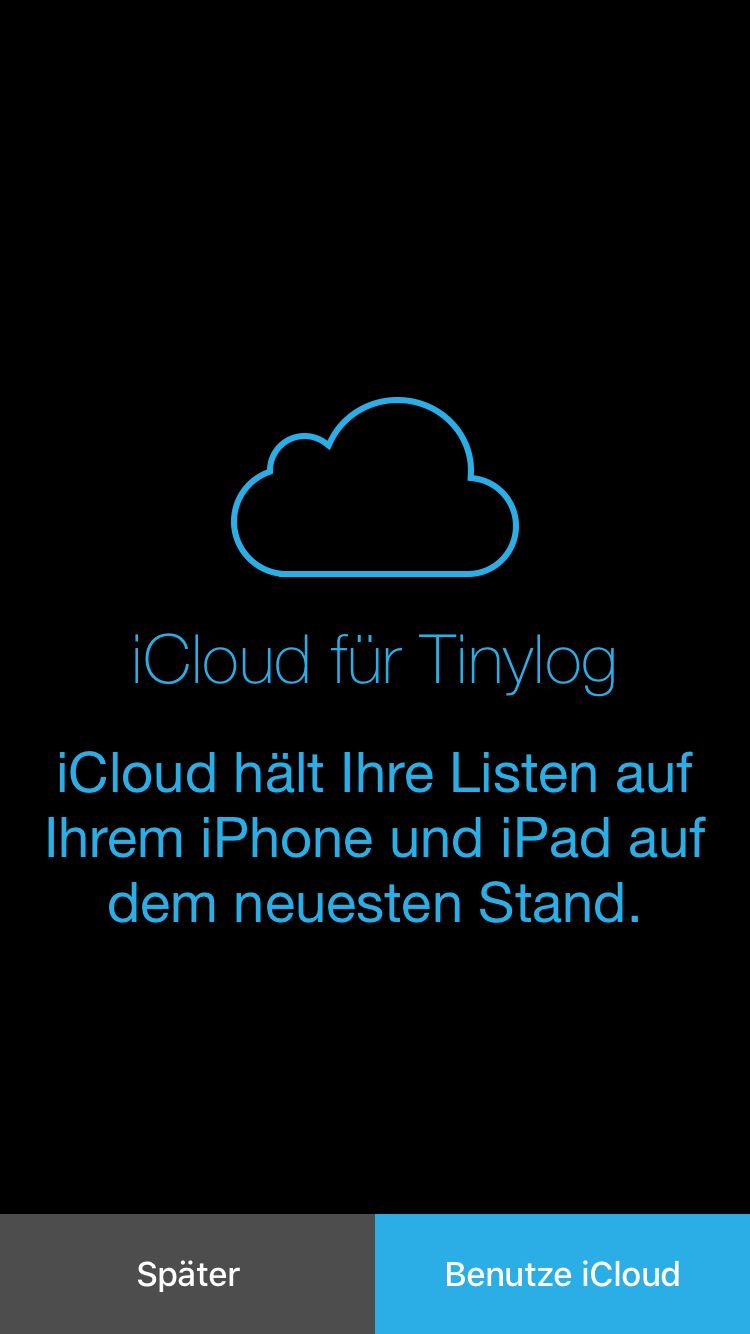 iCloud für Tinylog
iCloud hält Ihre Listen auf
Ihrem iPhone und iPad auf
dem neuesten Stand.
Später
Benutze iCloud